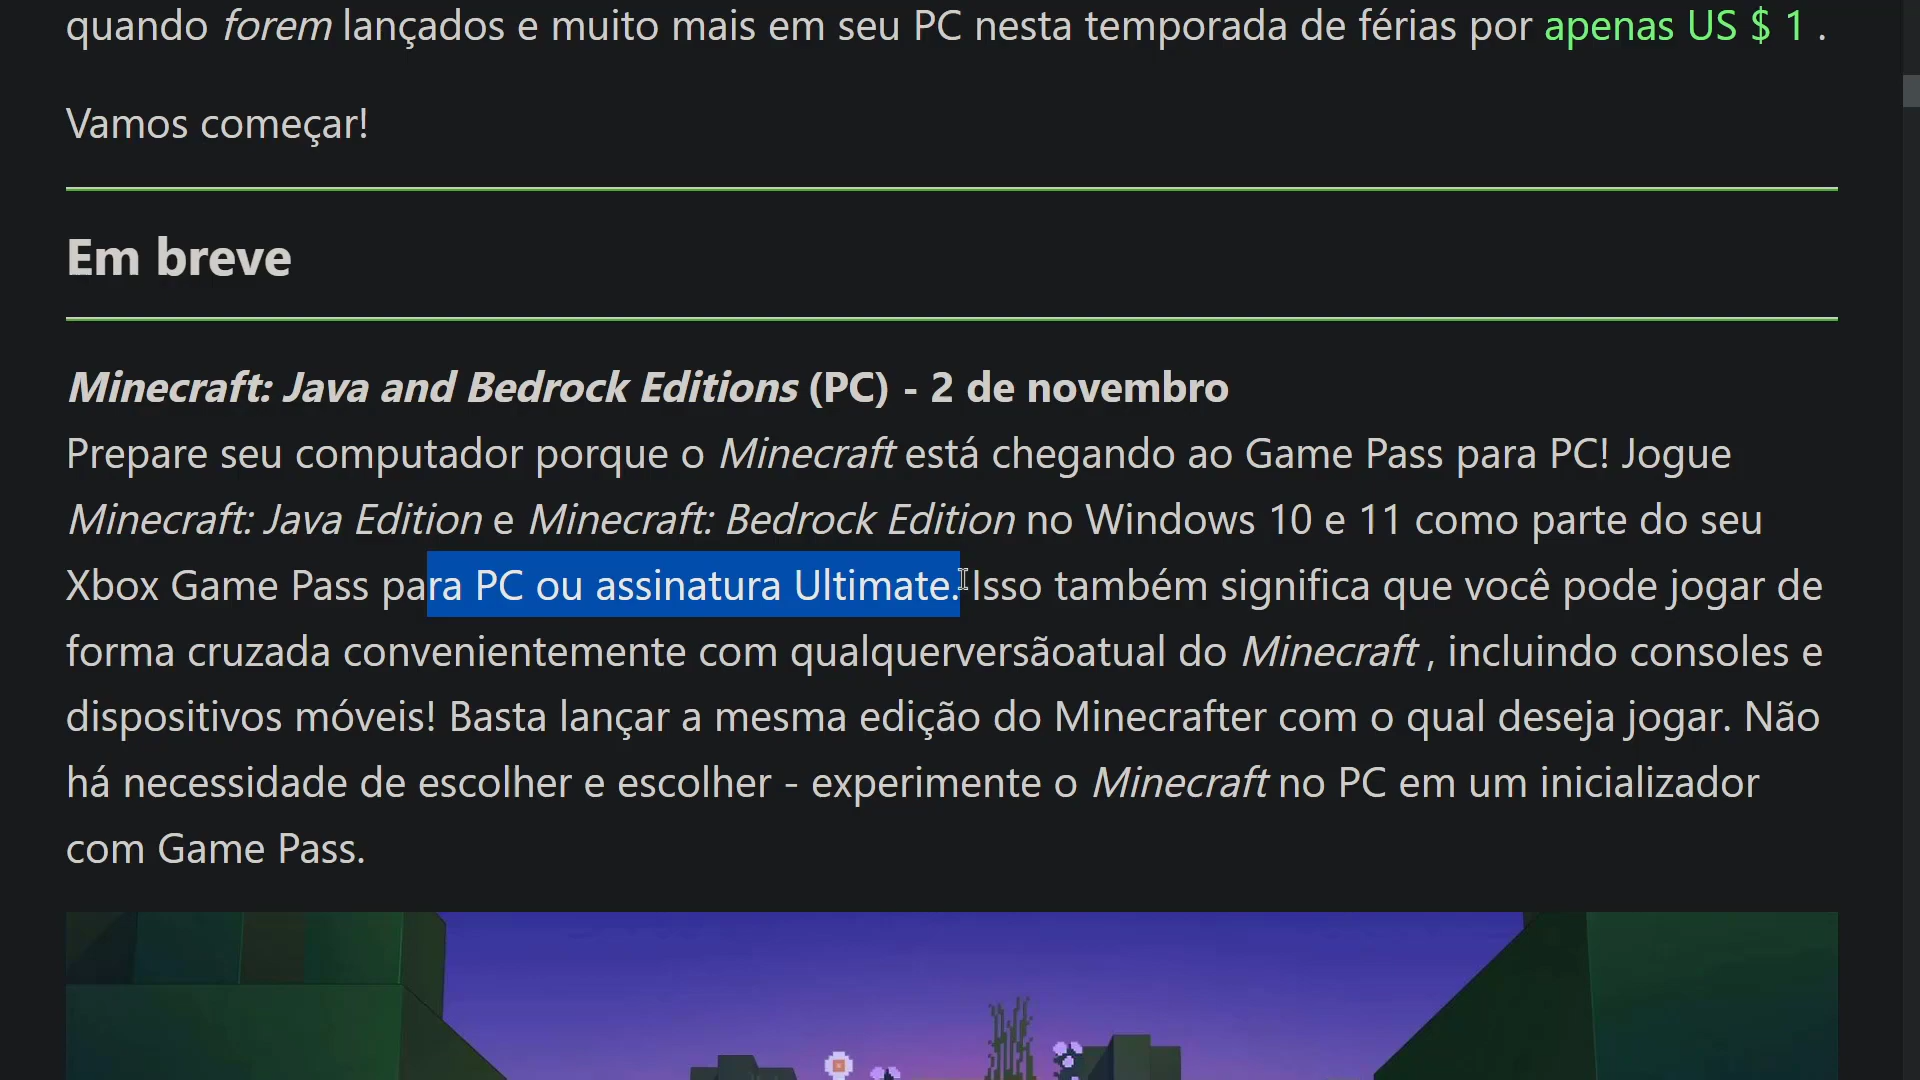 quando forem lançados e muito mais em seu PC nesta temporada de férias por apenas US $ 1 .
Vamos começar!
Em breve
Minecraft: Java and Bedrock Editions (PC) - 2 de novembro
Prepare seu computador porque o Minecraft está chegando ao Game Pass para PC! Jogue
Minecraft: Java Edition e Minecraft: Bedrock Edition no Windows 10 e 11 como parte do seu
Xbox Game Pass para PC ou assinatura Ultimate. Isso também significa que você pode jogar de
forma cruzada convenientemente com qualquerversãoatual do Minecraft , incluindo consoles e
dispositivos móveis! Basta lançar a mesma edição do Minecrafter com o qual deseja jogar. Não
há necessidade de escolher e escolher - experimente o Minecraft no PC em um inicializador
com Game Pass.